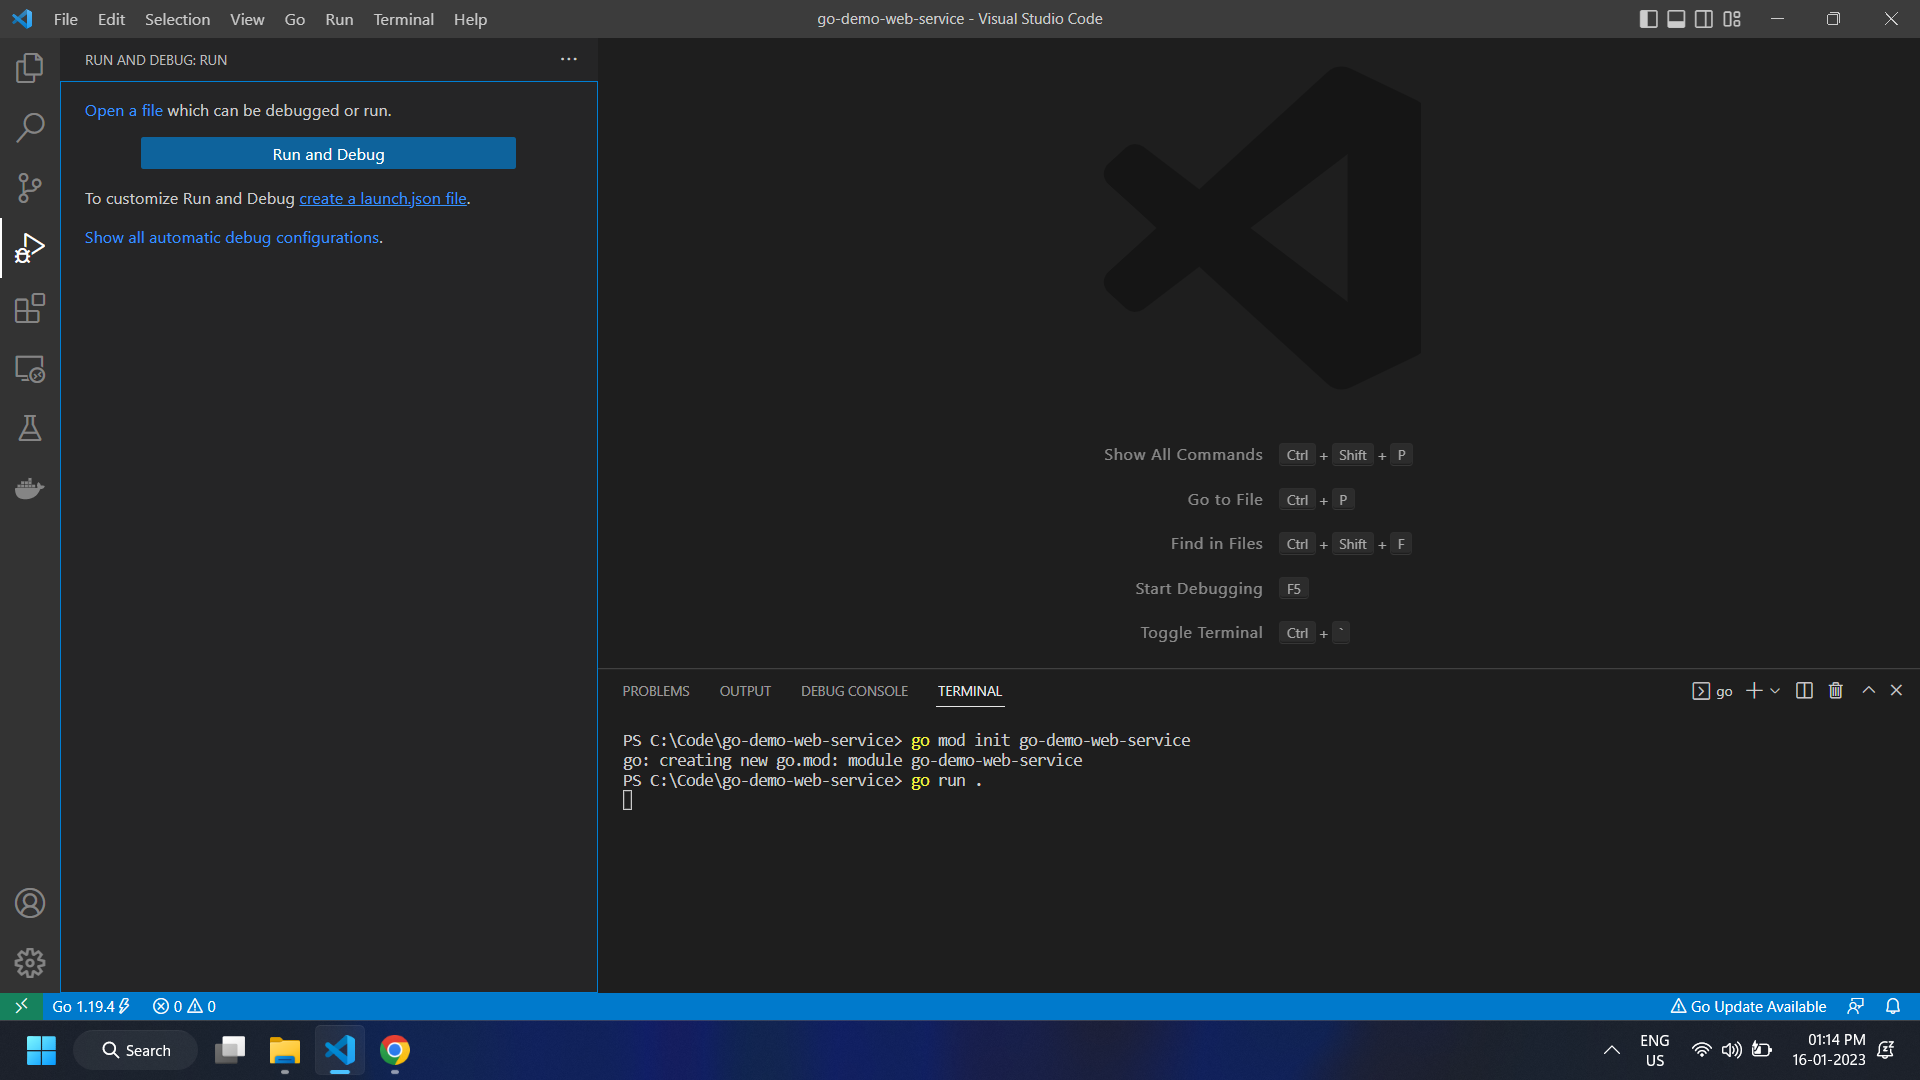 File Edit Selection View Go Run Terminal Help
go-demo-web-service - Visual Studio Code
RUN AND DEBUG: RUN
Open a file which can be debugged or run.
Run and Debug
To customize Run and Debug create a launch.json file.
Show all automatic debug configurations.
Show All Commands Ctrl + Shift + P
Go to File Ctrl + P
Find in Files Ctrl + Shift + F
Start Debugging F5
Toggle Terminal Ctrl + `
PROBLEMS OUTPUT DEBUG CONSOLE TERMINAL
go
PS C:\Code\go-demo-web-service> go mod init go-demo-web-service
go: creating new go.mod: module go-demo-web-service
PS C:\Code\go-demo-web-service> go run .
Go 1.19.4 0 0
Go Update Available
Search
ENG
US
01:14 PM
16-01-2023